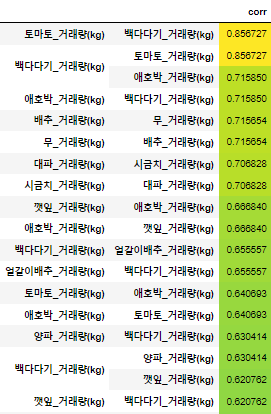 corr
토마토_거래량(kg) 백다다기_거래량(kg) 0.856727
백다다기_거래량(kg) 토마토_거래량(kg) 0.856727
애호박_거래량(kg) 0.715850
애호박_거래량(kg) 백다다기_거래량(kg) 0.715850
배추_거래량(kg) 무_거래량(kg) 0.715654
무_거래량(kg) 배추_거래량(kg) 0.715654
대파_거래량(kg) 시금치_거래량(kg) 0.706828
시금치_거래량(kg) 대파_거래량(kg) 0.706828
깻잎_거래량(kg) 애호박_거래량(kg) 0.666840
애호박_거래량(kg) 깻잎_거래량(kg) 0.666840
백다다기_거래량(kg) 얼갈이배추_거래량(kg) 0.655557
얼갈이배추_거래량(kg) 백다다기_거래량(kg) 0.655557
토마토_거래량(kg) 애호박_거래량(kg) 0.640693
애호박_거래량(kg) 토마토_거래량(kg) 0.640693
양파_거래량(kg) 백다다기_거래량(kg) 0.630414
백다다기_거래량(kg) 양파_거래량(kg) 0.630414
깻잎_거래량(kg) 0.620762
깻잎_거래량(kg) 백다다기_거래량(kg) 0.620762